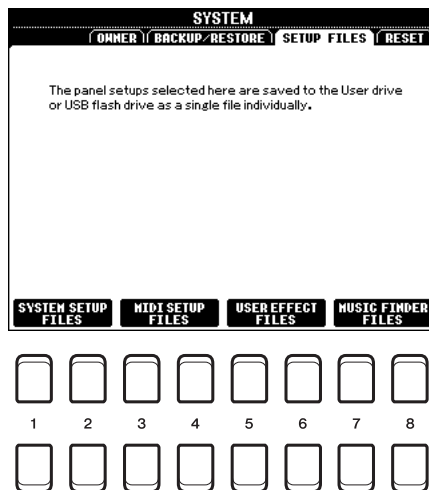 SYSTEM
OWNER BACKUP/RESTORE SETUP FILES RESET
The panel setups selected here are saved to the User drive
or USB flash drive as a single file individually.
SYSTEM SETUP FILES
MIDI SETUP FILES
USER EFFECT FILES
MUSIC FINDER FILES
1 2 3 4 5 6 7 8